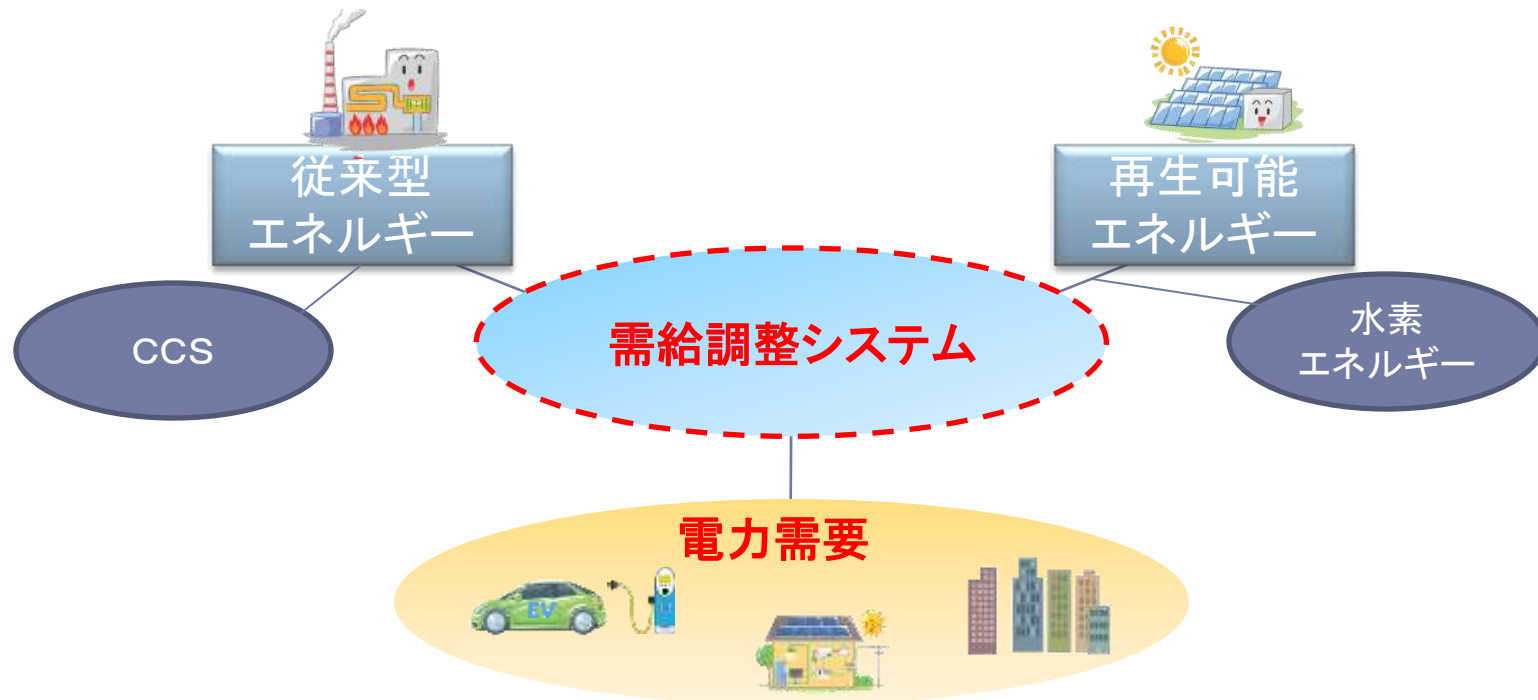 従来型
エネルギー
再生可能
エネルギー
CCS
需給調整システム
水素
エネルギー
電力需要
EV